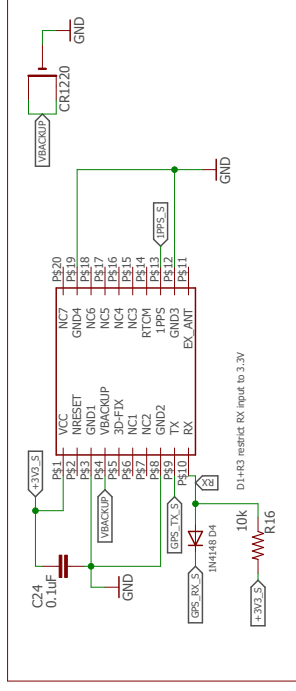 GND
CR1220
VBACKUP
GND
1PPS_S
P$20
P$19
P$18
P$17
P$16
P$15
P$14
P$13
P$12
P$11
NC7
GND4
NC6
NC5
NC4
NC3
RTCM
1PPS
GND3
EX_ANT
VCC
NRESET
GND1
VBACKUP
3D-FIX
NC1
NC2
GND2
TX
RX
P$1
P$2
P$3
P$4
P$5
P$6
P$7
P$8
P$9
P$10
+3V3_S
C24
0.1uF
GND
VBACKUP
GPS_TX_S
RX
D1+R3 restrict RX input to 3.3V
GPS_RX_S
1N4148 D4
10k
R16
+3V3_S